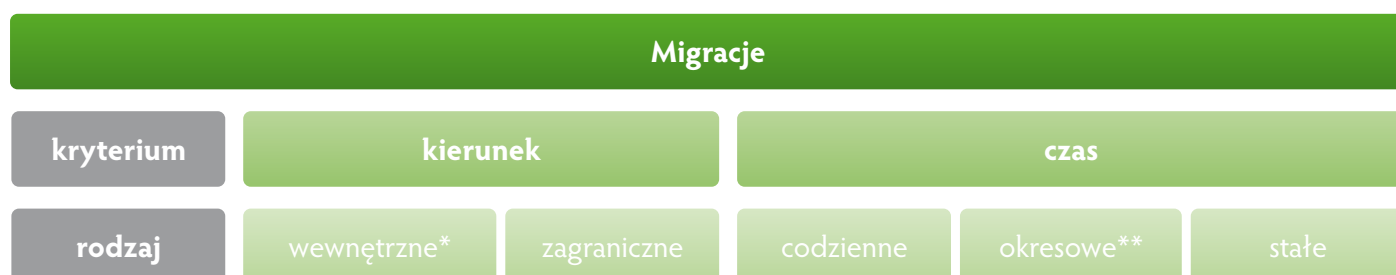 Migracje
kryterium kierunek czas
rodzaj wewnętrzne* zagraniczne codzienne okresowe** stałe